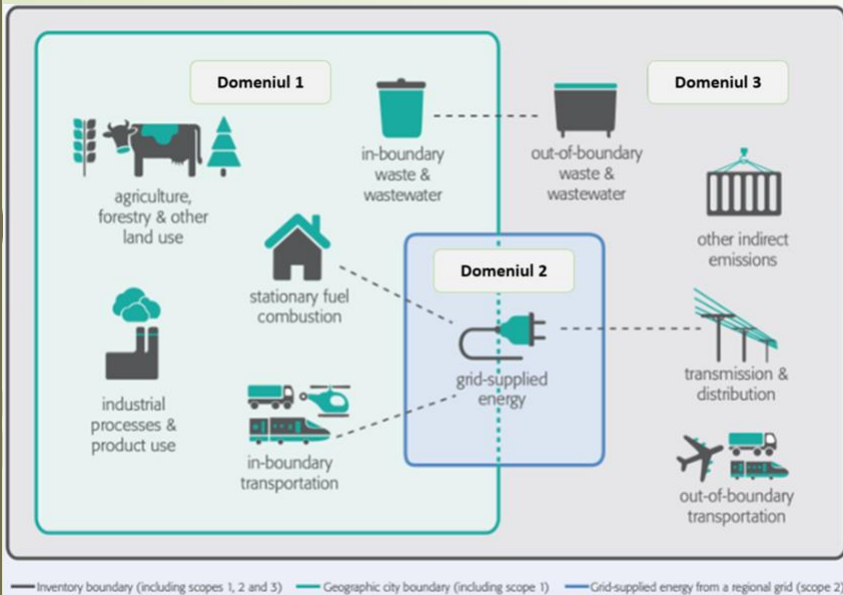 Domeniul 1
Domeniul 3
in-boundary
waste &
wastewater
out-of-boundary
waste &
wastewater
agriculture,
forestry & other
land use
other indirect
emissions
Domeniul 2
stationary fuel
combustion
grid-supplied
energy
transmission &
distribution
industrial
processes &
product use
in-boundary
transportation
out-of-boundary
transportation
Inventory boundary (including scopes 1, 2 and 3)
Geographic city boundary (including scope 1)
Grid-supplied energy from a regional grid (scope 2)